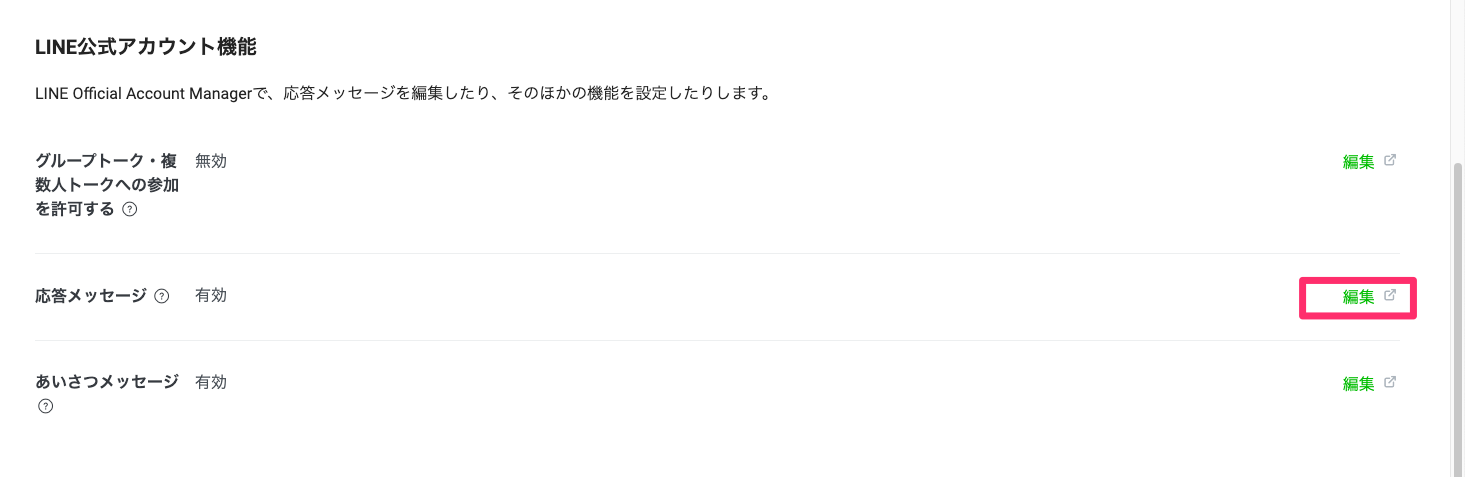 LINE公式アカウント機能
LINE Official Account Managerで、応答メッセージを編集したり、そのほかの機能を設定したりします。
グループトーク・複
数人トークへの参加
を許可する ?
無効
編集
応答メッセージ ?
有効
編集
あいさつメッセージ
?
有効
編集